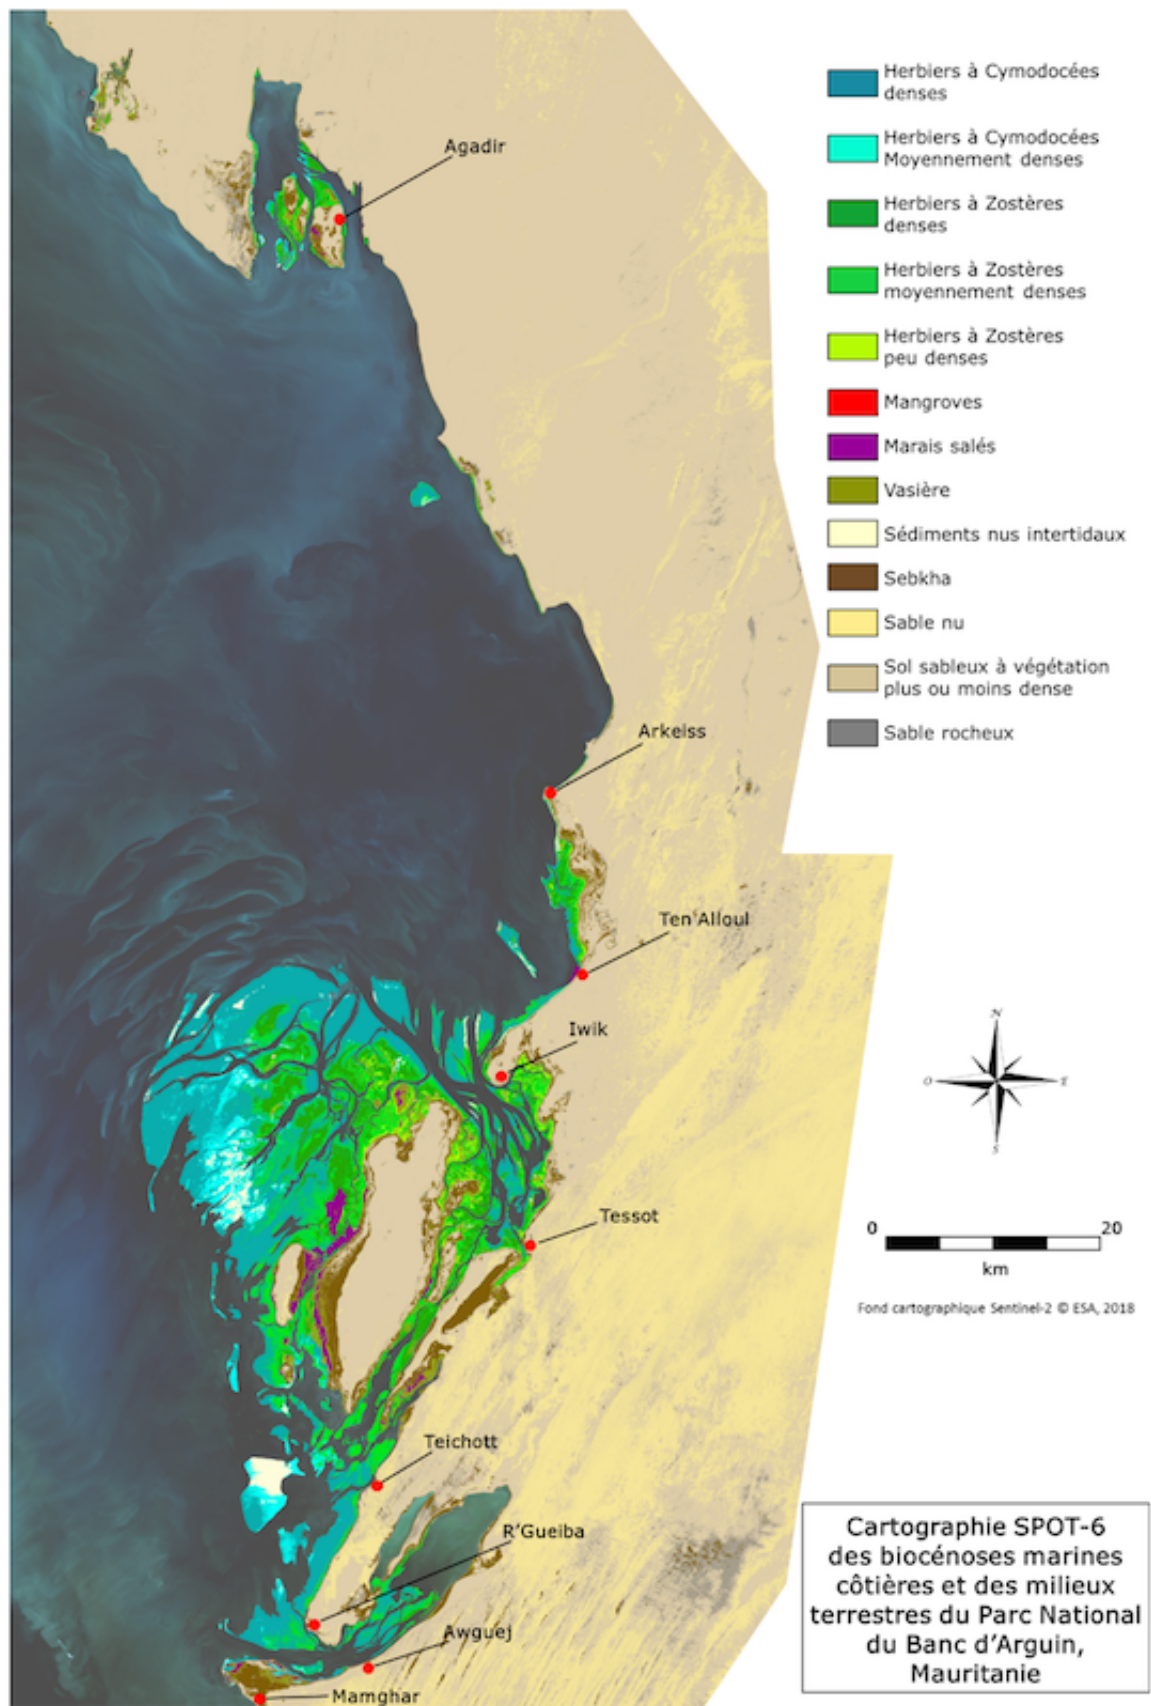 Herbiers à Cymodocées
denses
Herbiers à Cymodocées
Moyennement denses
Herbiers à Zostères
denses
Herbiers à Zostères
moyennement denses
Herbiers à Zostères
peu denses
Mangroves
Marais salés
Vasière
Sédiments nus intertidaux
Sebkha
Sable nu
Sol sableux à végétation
plus ou moins dense
Sable rocheux
Agadir
Arkeiss
Ten Alloul
Iwik
Tessot
Teichott
R'Gueiba
Awguej
Mamghar
N
O
E
S
0
20
km
Fond cartographique Sentinel-2 © ESA, 2018
Cartographie SPOT-6
des biocénoses marines
côtières et des milieux
terrestres du Parc National
du Banc d'Arguin,
Mauritanie